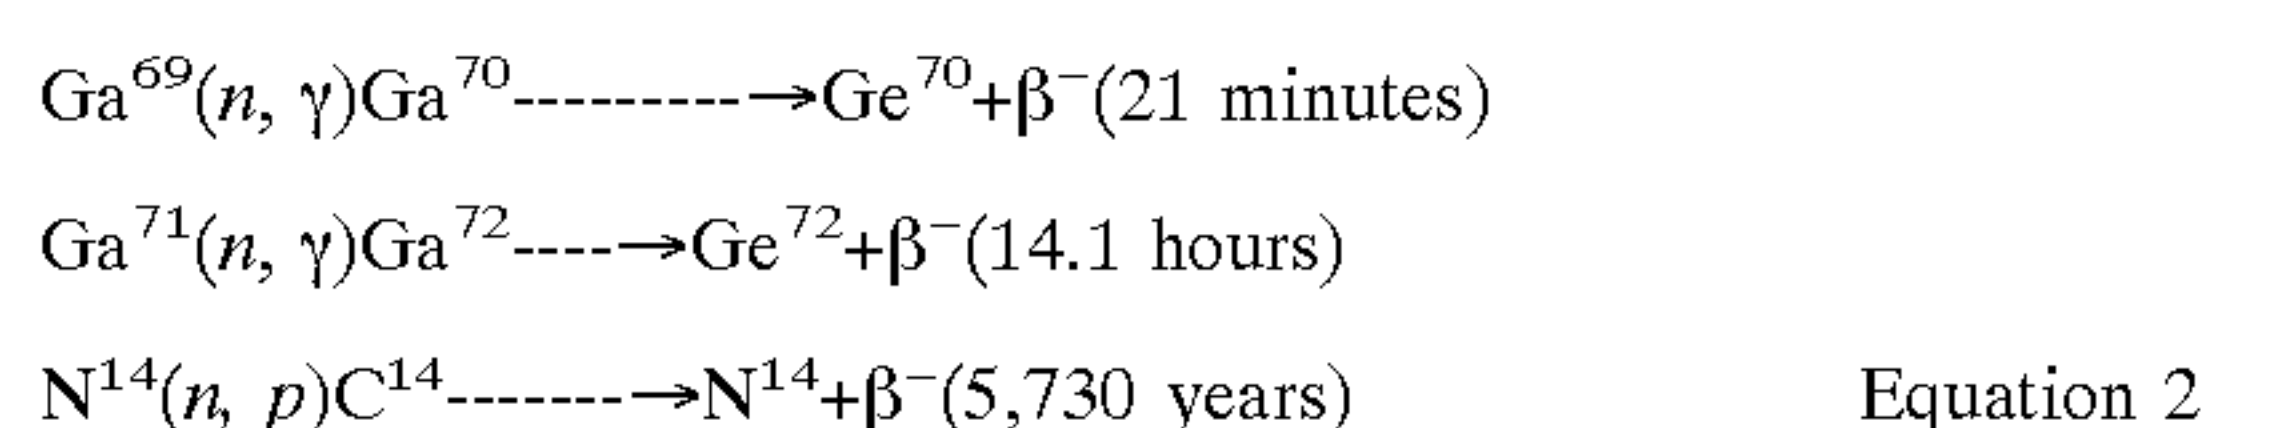 Ga⁶⁹(n, γ)Ga⁷⁰---------→Ge⁷⁰+β⁻(21 minutes)
Ga⁷¹(n, γ)Ga⁷²----→Ge⁷²+β⁻(14.1 hours)
N¹⁴(n, p)C¹⁴-------→N¹⁴+β⁻(5,730 years) Equation 2